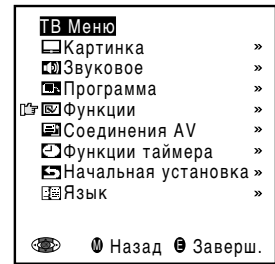 ТВ Меню
Картинка »
Звуковое »
Программа »
Функции »
Соединения AV »
Функции таймера »
Начальная установка »
Язык »
M Назад E Заверш.